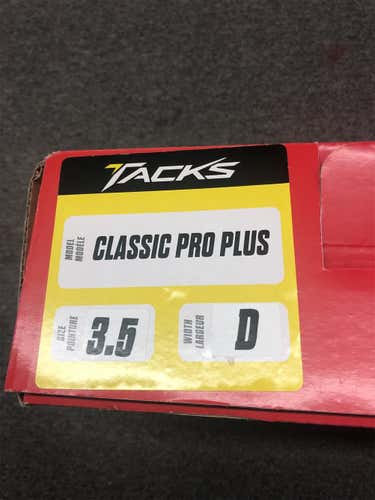 TACKS
MODEL
MODÈLE
CLASSIC PRO PLUS
SIZE
POINTURE
3.5
WIDTH
LARGEUR
D